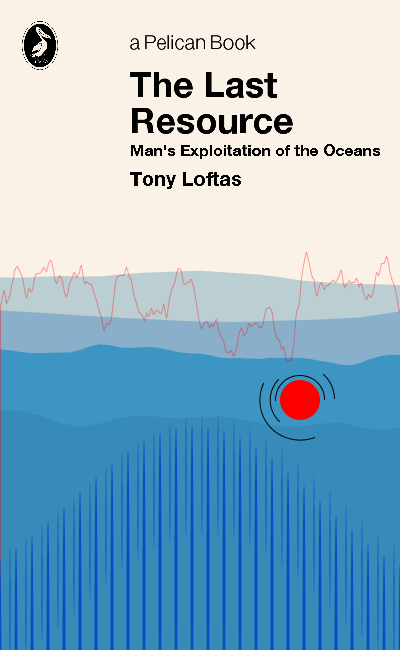 a Pelican Book
The Last
Resource
Man's Exploitation of the Oceans
Tony Loftas